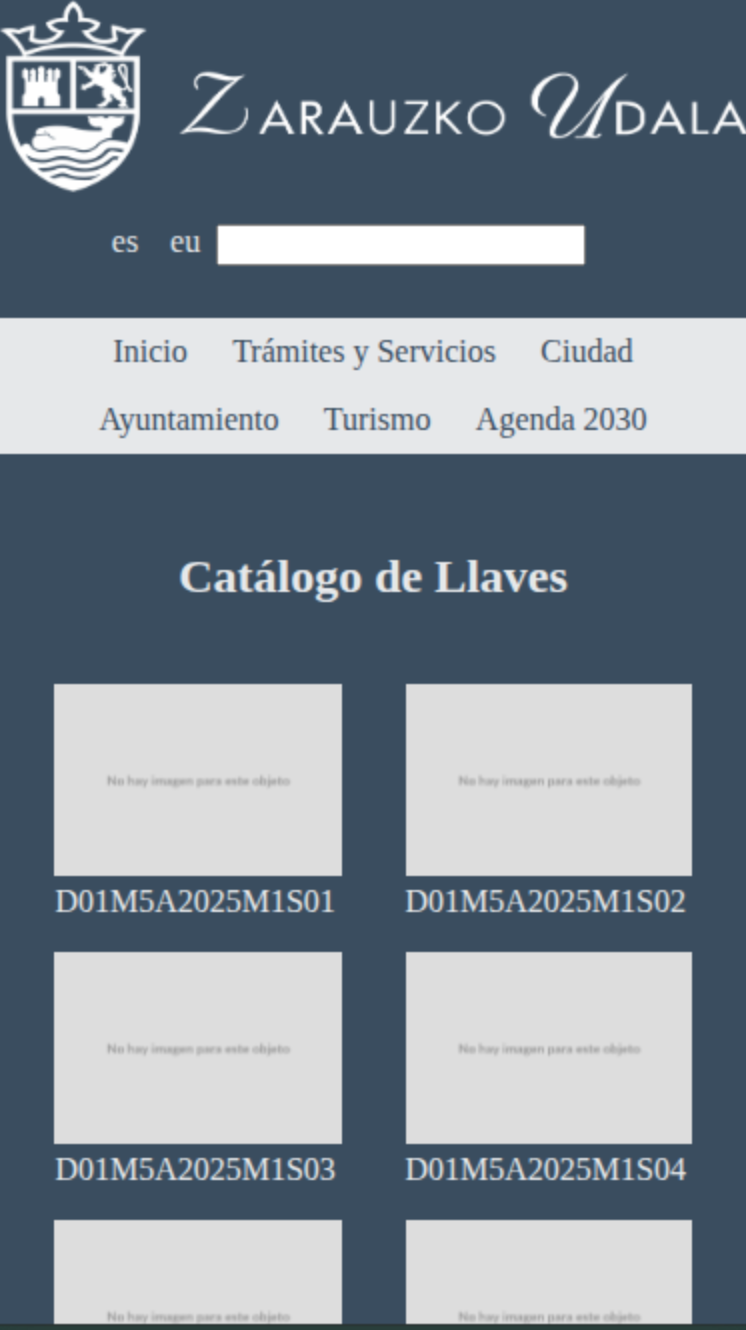 ZARAUZKO UDALA
es eu
Inicio Trámites y Servicios Ciudad
Ayuntamiento Turismo Agenda 2030
Catálogo de Llaves
No hay imagen para este objeto No hay imagen para este objeto
D01M5A2025M1S01 D01M5A2025M1S02
No hay imagen para este objeto No hay imagen para este objeto
D01M5A2025M1S03 D01M5A2025M1S04
No hay imagen para este objeto No hay imagen para este objeto